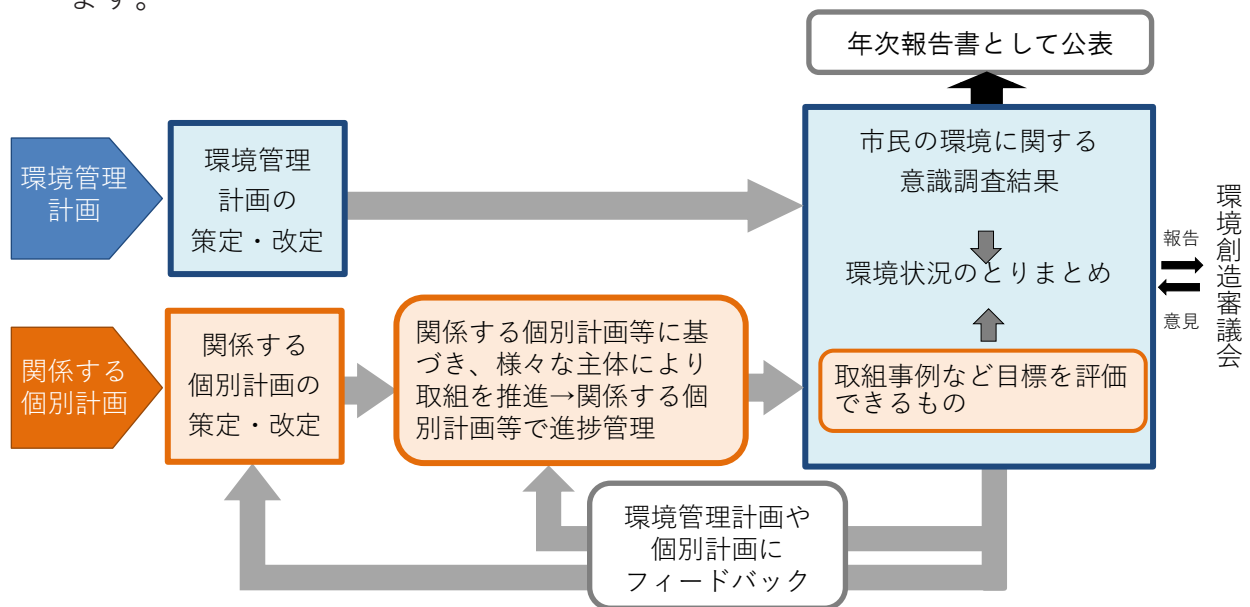 ます。
年次報告書として公表
環境管理
計画
環境管理
計画の
策定・改定
市民の環境に関する
意識調査結果
環境状況のとりまとめ
報告
意見
環境創造審議会
関係する
個別計画
関係する
個別計画の
策定・改定
関係する個別計画等に基
づき、様々な主体により
取組を推進→関係する個
別計画等で進捗管理
取組事例など目標を評価
できるもの
環境管理計画や
個別計画に
フィードバック